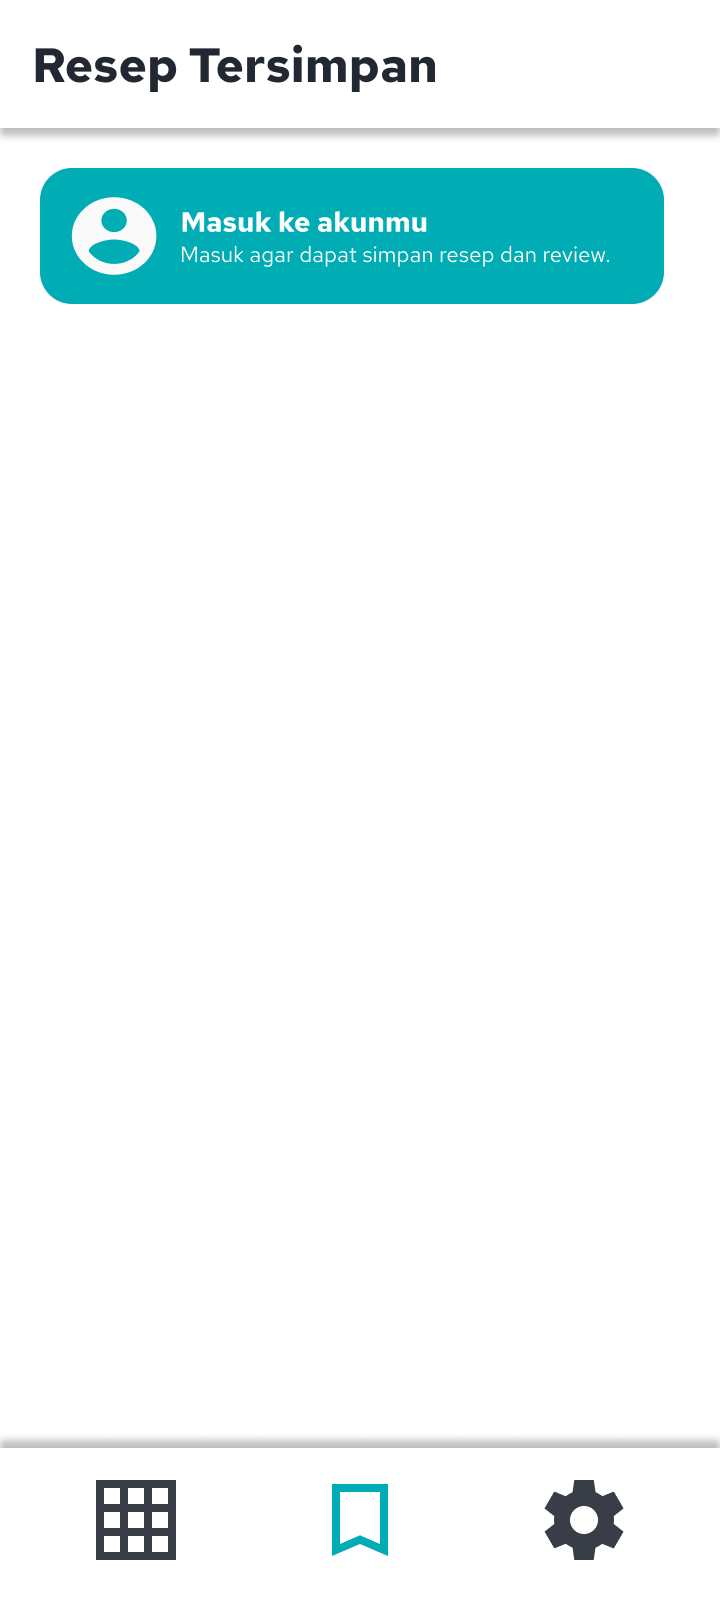 Resep Tersimpan
Masuk ke akunmu
Masuk agar dapat simpan resep dan review.